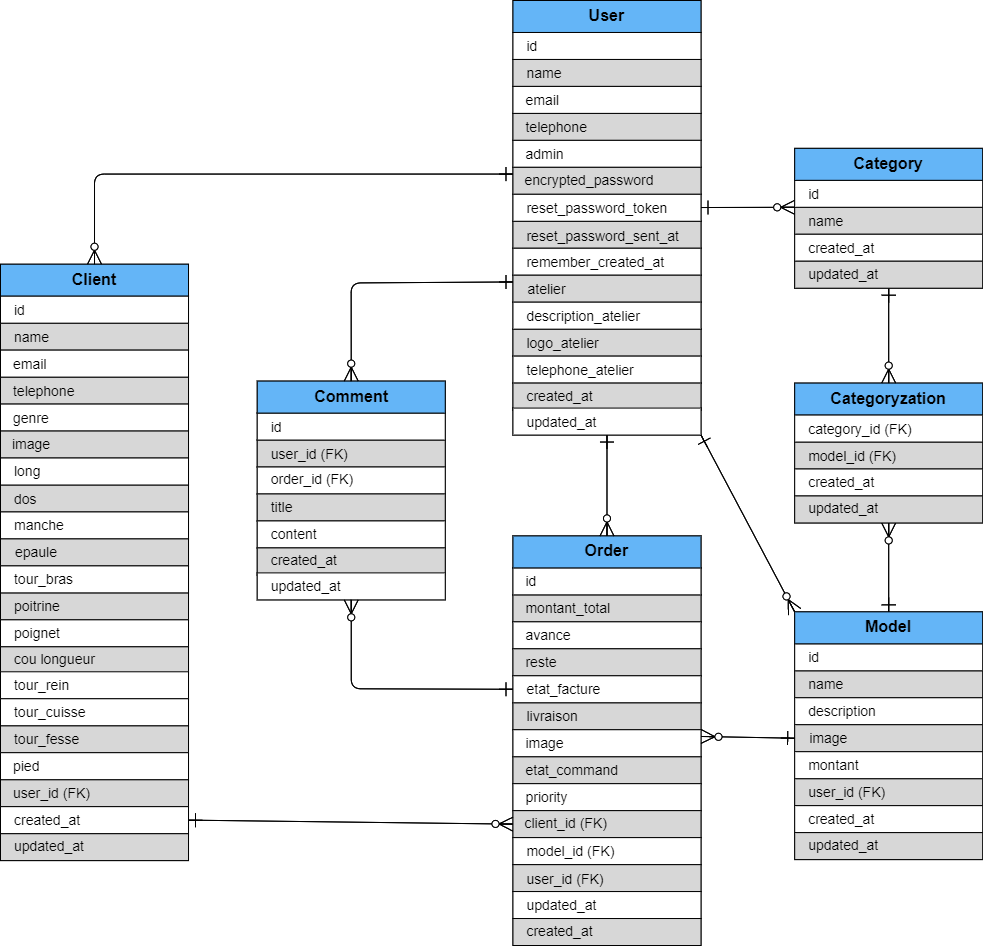 User
id
name
email
telephone
admin
encrypted_password
reset_password_token
reset_password_sent_at
remember_created_at
atelier
description_atelier
logo_atelier
telephone_atelier
created_at
updated_at
Category
id
name
created_at
updated_at
Client
id
name
email
telephone
genre
image
long
dos
manche
epaule
tour_bras
poitrine
poignet
cou longueur
tour_rein
tour_cuisse
tour_fesse
pied
user_id (FK)
created_at
updated_at
Comment
id
user_id (FK)
order_id (FK)
title
content
created_at
updated_at
Categoryzation
category_id (FK)
model_id (FK)
created_at
updated_at
Order
id
montant_total
avance
reste
etat_facture
livraison
image
etat_command
priority
client_id (FK)
model_id (FK)
user_id (FK)
updated_at
created_at
Model
id
name
description
image
montant
user_id (FK)
created_at
updated_at